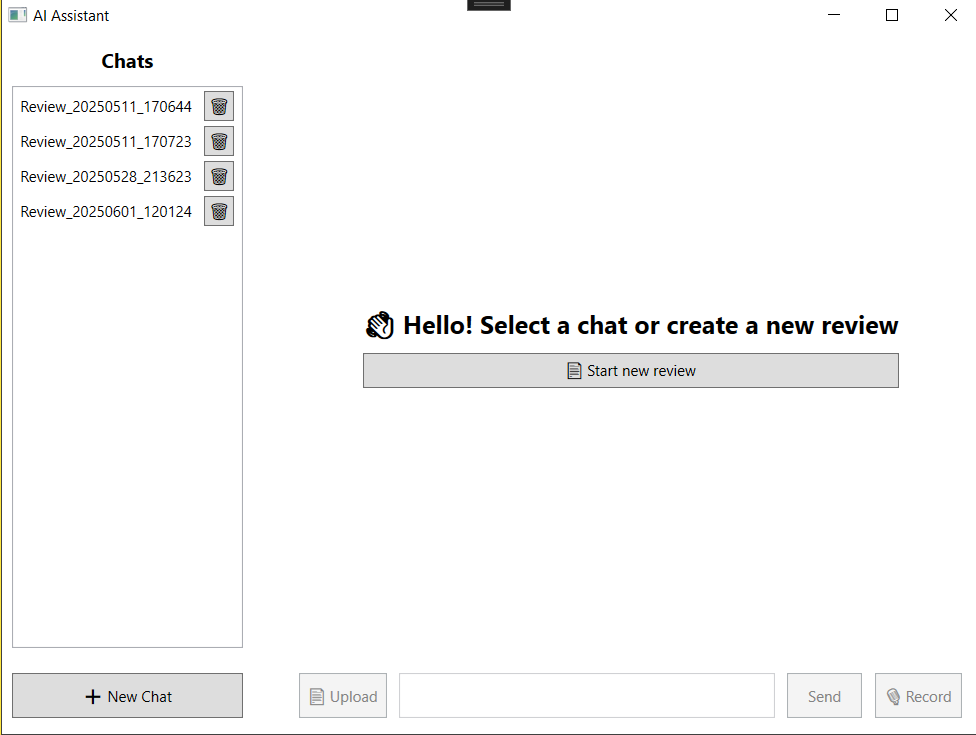 AI Assistant
Chats
Review_20250511_170644
Review_20250511_170723
Review_20250528_213623
Review_20250601_120124
Hello! Select a chat or create a new review
Start new review
New Chat
Upload
Send
Record